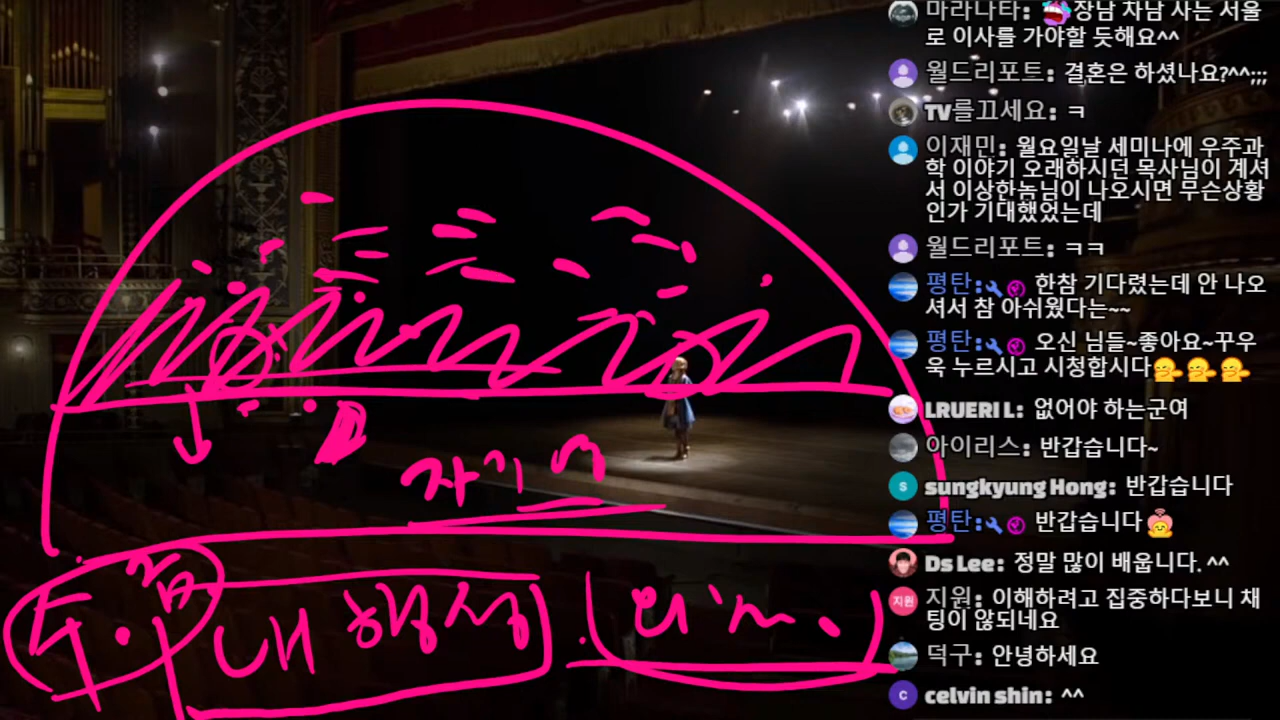 마라나타: 장남 차남 사는 서울
로 이사를 가야할 듯해요^^
월드리포트: 결혼은 하셨나요?^^;;;
TV를끄세요: ㅋ
이재민: 월요일날 세미나에 우주과
학 이야기 오래하시던 목사님이 계셔
서 이상한놈님이 나오시면 무슨상황
인가 기대했었는데
월드리포트: ㅋㅋ
평탄: 한참 기다렸는데 안 나오
셔서 참 아쉬웠다는~~
평탄: 오신 님들~좋아요~꾸우
욱 누르시고 시청합시다
LRUERI L: 없어야 하는군여
아이리스: 반갑습니다~
S sungkyung Hong: 반갑습니다
평탄: 반갑습니다
Ds Lee: 정말 많이 배웁니다. ^^
지원 지원: 이해하려고 집중하다보니 채
팅이 않되네요
덕구: 안녕하세요
C celvin shin: ^^
내 행성